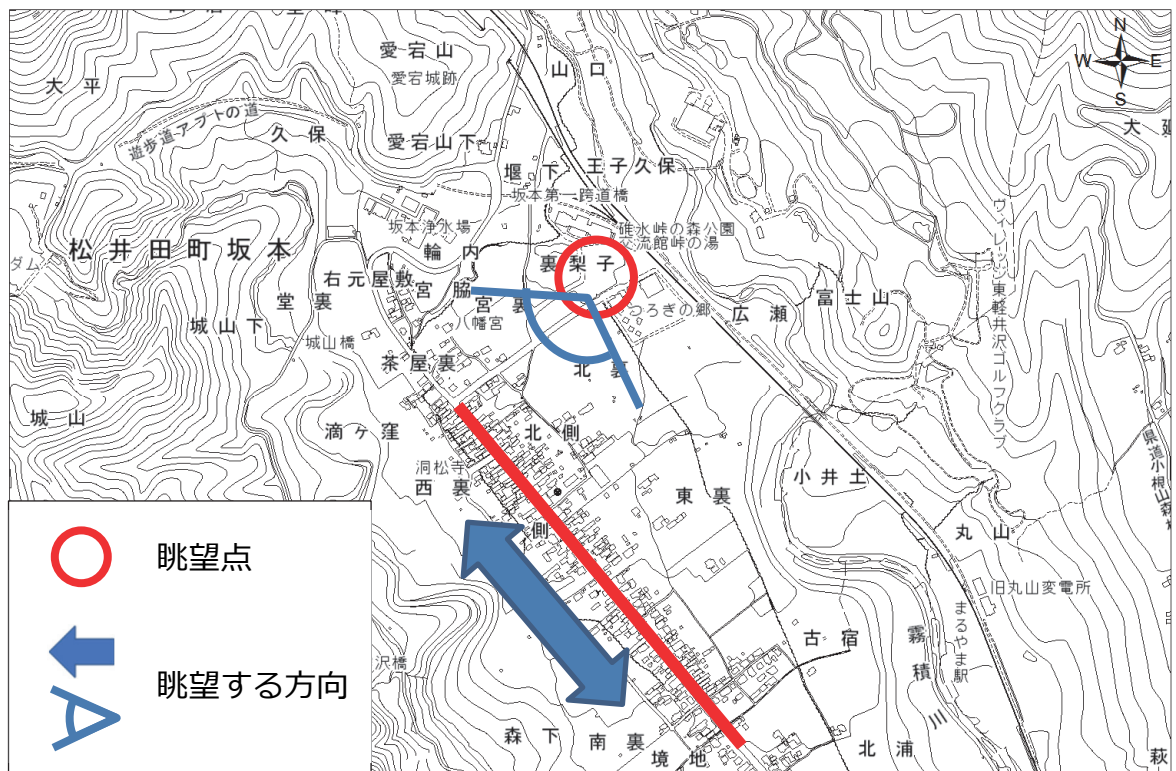 N
W
E
S
愛宕山
愛宕城跡
山口
大平
遊歩道アプトの道
久保
愛宕山下
堰下
王子久保
坂本第一跨道橋
坂本浄水場
碓氷峠の森公園
交流館峠の湯
松井田町坂本
輪内
裏梨子
ダム
右元屋敷
宮脇
宮裏
八幡宮
つろぎの郷
広瀬
富士山
堂裏
城山下
城山橋
茶屋裏
北裏
ヴィレッジ東軽井沢ゴルフクラブ
城山
滴ヶ窪
北側
洞松寺
西裏
東裏
小井土
県道小根山森
側
丸山
旧丸山変電所
まるやま駅
古宿
霧積川
沢橋
森下
南裏
境地
北浦
萩
眺望点
眺望する方向